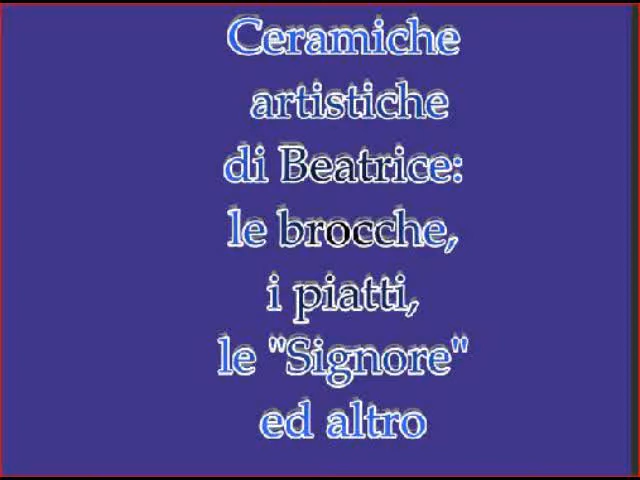 Ceramiche
artistiche
di Beatrice:
le brocche,
i piatti,
le "Signore"
ed altro